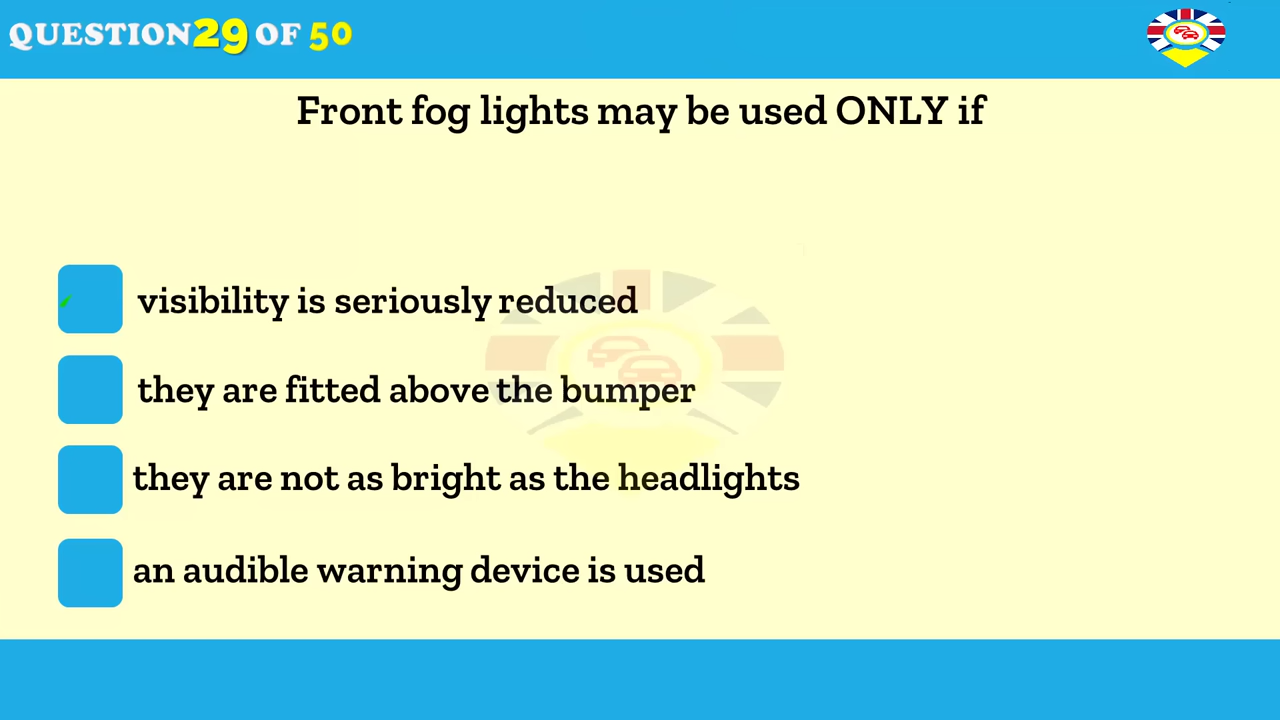 QUESTION 29 OF 50
Front fog lights may be used ONLY if
visibility is seriously reduced
they are fitted above the bumper
they are not as bright as the headlights
an audible warning device is used